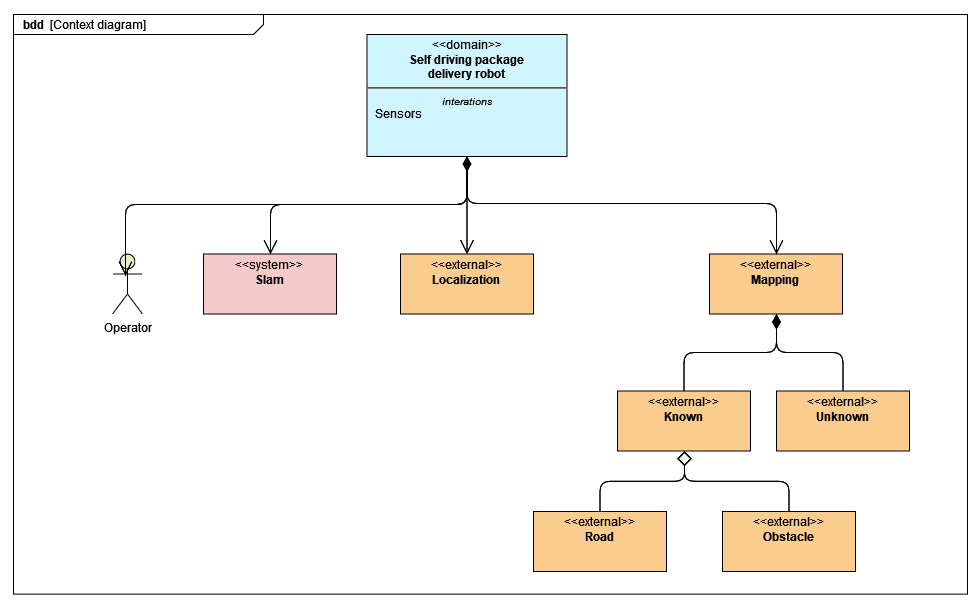 bdd [Context diagram]
<<domain>>
Self driving package
delivery robot
interations
Sensors
Operator
<<system>>
Slam
<<external>>
Localization
<<external>>
Mapping
<<external>>
Known
<<external>>
Unknown
<<external>>
Road
<<external>>
Obstacle